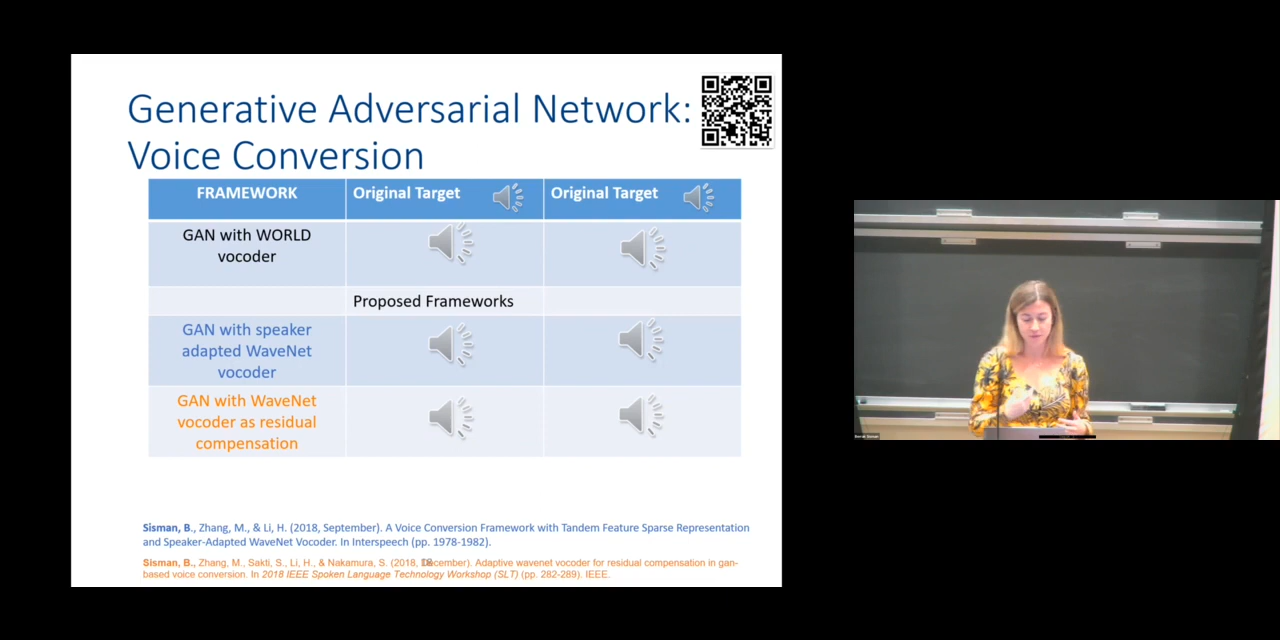 Generative Adversarial Network:
Voice Conversion
FRAMEWORK
Original Target
Original Target
GAN with WORLD
vocoder
Proposed Frameworks
GAN with speaker
adapted WaveNet
vocoder
GAN with WaveNet
vocoder as residual
compensation
Sisman, B., Zhang, M., & Li, H. (2018, September). A Voice Conversion Framework with Tandem Feature Sparse Representation
and Speaker-Adapted WaveNet Vocoder. In Interspeech (pp. 1978-1982).
Sisman, B., Zhang, M., Sakti, S., Li, H., & Nakamura, S. (2018, December). Adaptive wavenet vocoder for residual compensation in gan-
based voice conversion. In 2018 IEEE Spoken Language Technology Workshop (SLT) (pp. 282-289). IEEE.
18
Berrak Sisman